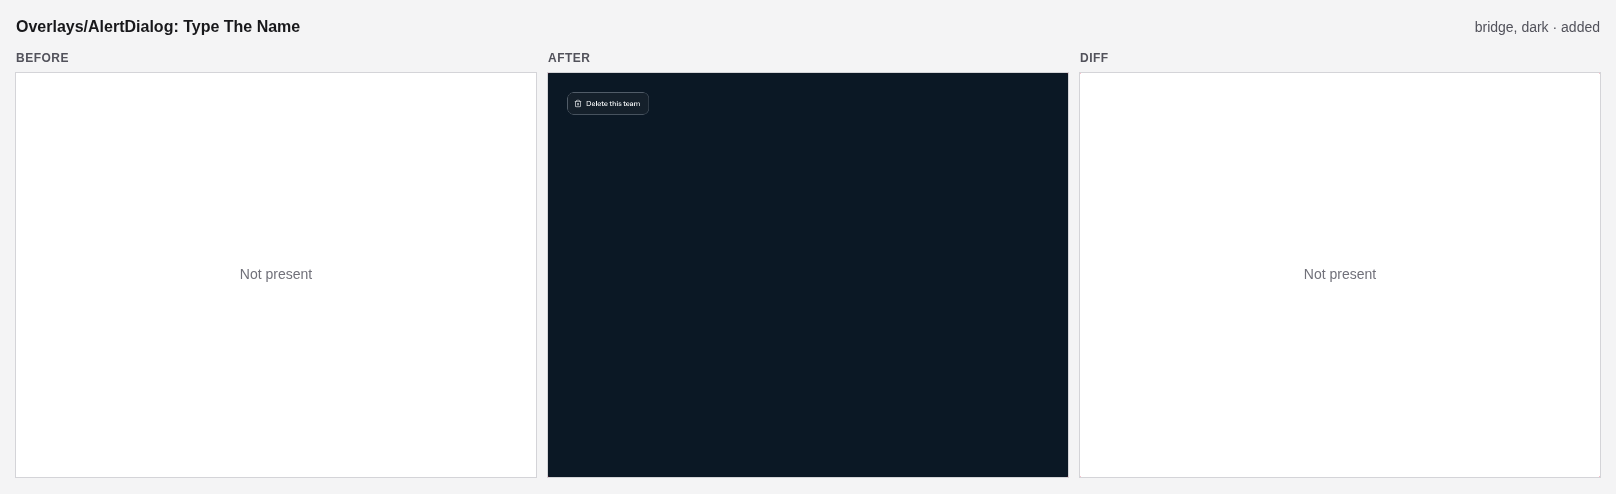 Overlays/AlertDialog: Type The Name
bridge, dark · added
BEFORE
AFTER
DIFF
Not present
Delete this team
Not present